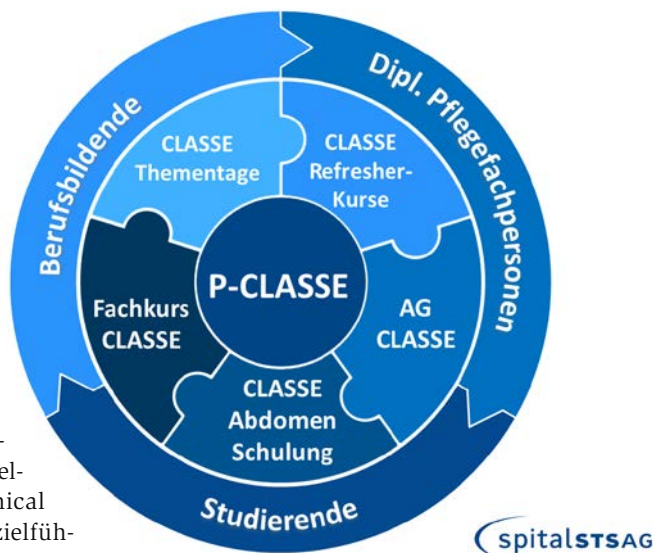 Berufsbildende
Dipl. Pflegefachpersonen
CLASSE
Thementage
CLASSE
Refresher-
Kurse
P-CLASSE
Fachkurs
CLASSE
AG
CLASSE
CLASSE
Abdomen
Schulung
Studierende
-
el-
nical
zielfüh-
spitalSTSAG